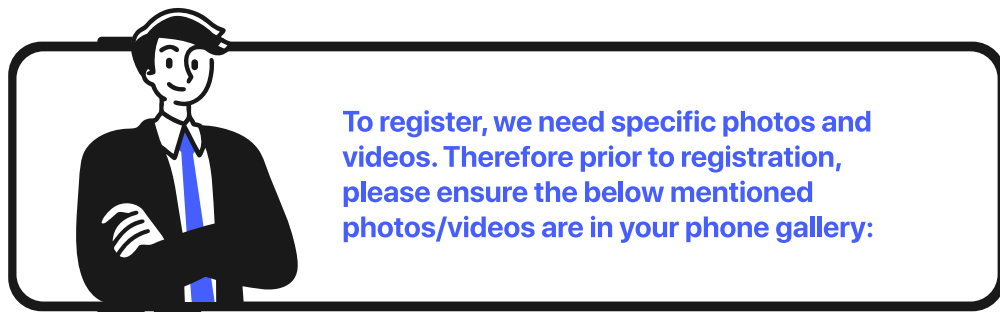 To register, we need specific photos and
videos. Therefore prior to registration,
please ensure the below mentioned
photos/videos are in your phone gallery: